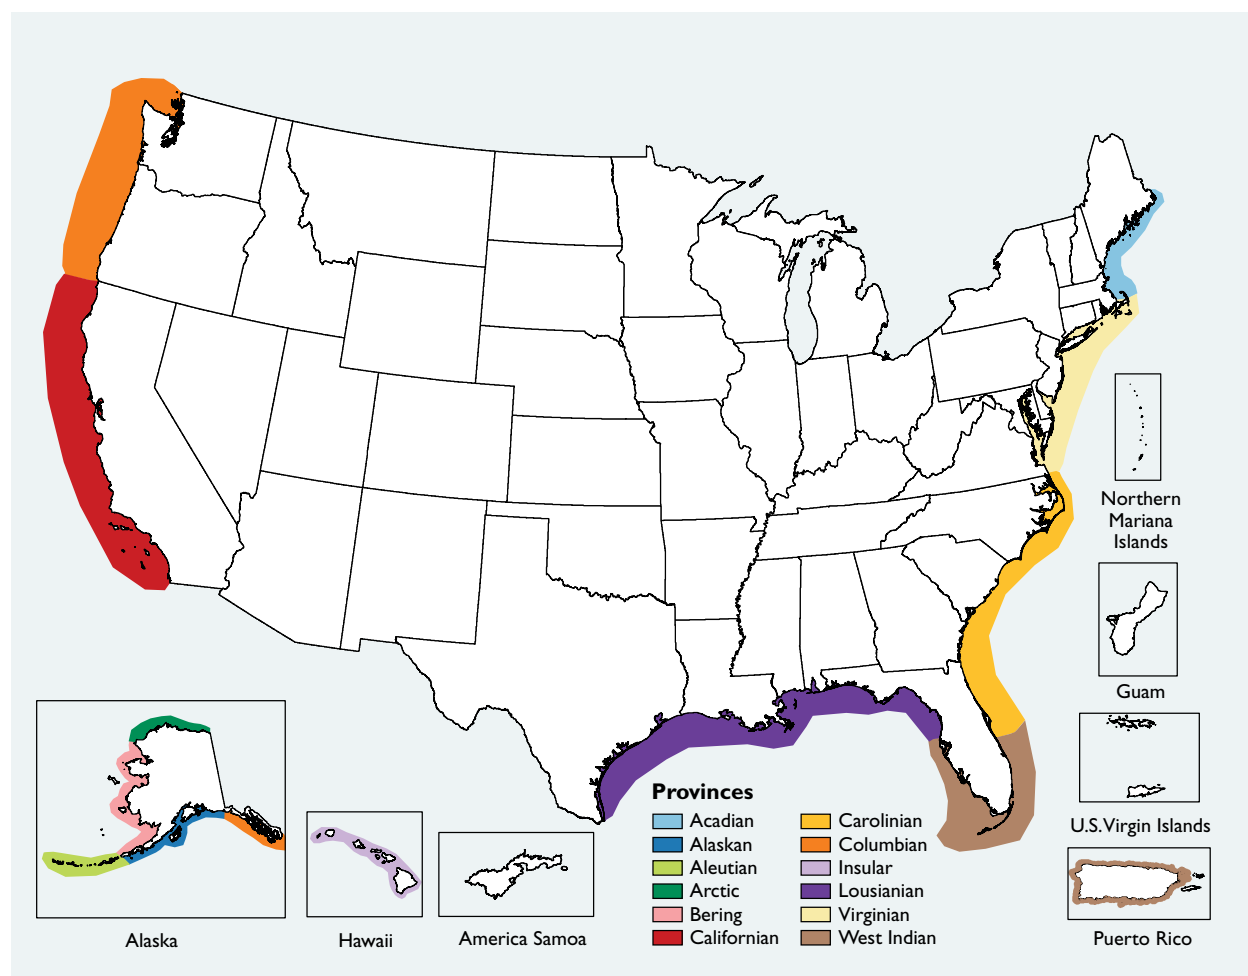 Northern
Mariana
Islands
Guam
U.S.Virgin Islands
Puerto Rico
Alaska
Hawaii
America Samoa
Provinces
Acadian
Alaskan
Aleutian
Arctic
Bering
Californian
Carolinian
Columbian
Insular
Lousianian
Virginian
West Indian